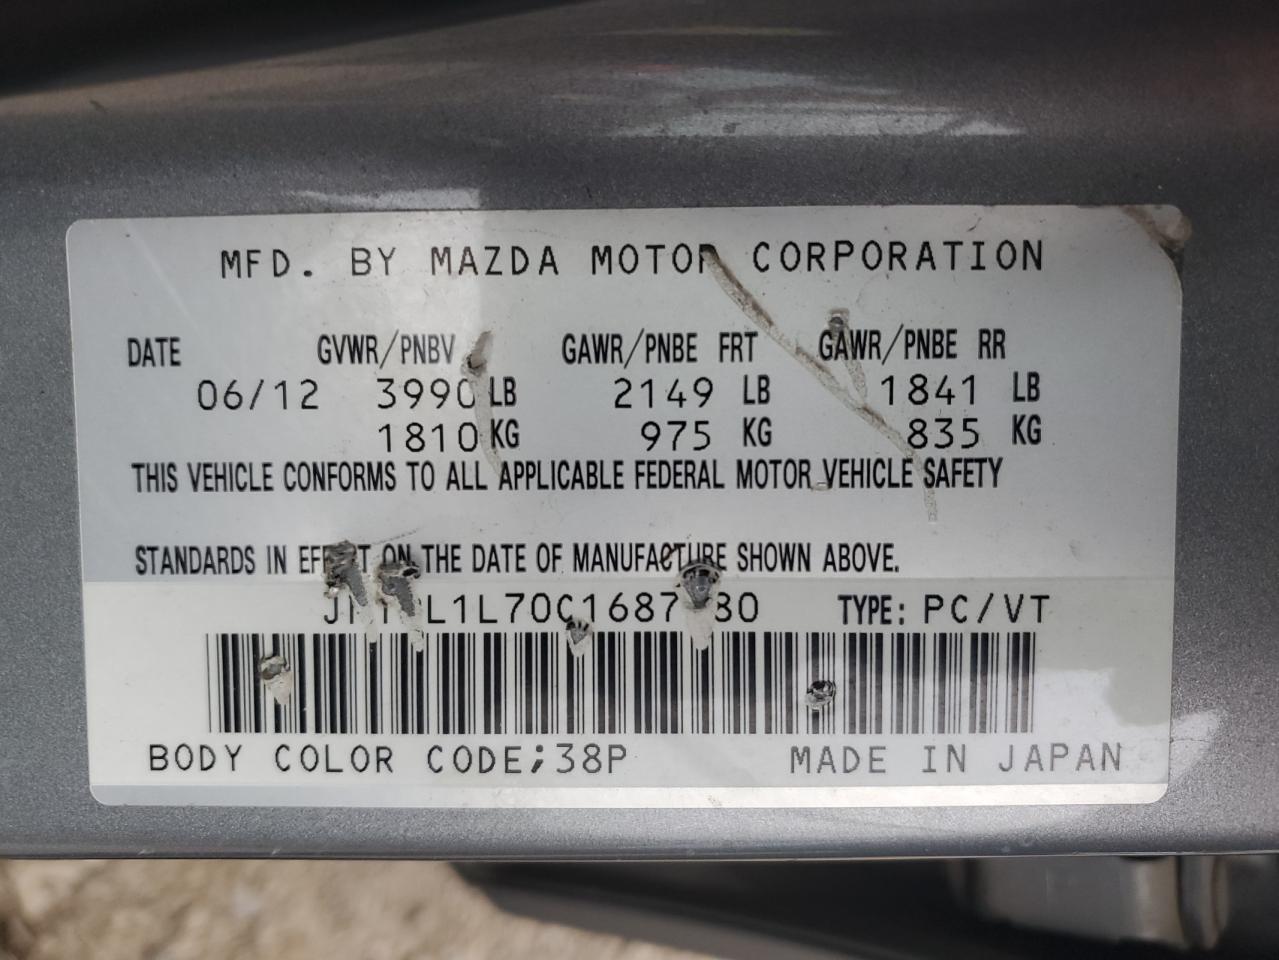 MFD. BY MAZDA MOTOR CORPORATION
DATE GVWR/PNBV GAWR/PNBE FRT GAWR/PNBE RR
06/12 3990 LB 2149 LB 1841 LB
1810 KG 975 KG 835 KG
THIS VEHICLE CONFORMS TO ALL APPLICABLE FEDERAL MOTOR VEHICLE SAFETY
STANDARDS IN EFFECT ON THE DATE OF MANUFACTURE SHOWN ABOVE.
TYPE: PC/VT
BODY COLOR CODE;38P MADE IN JAPAN